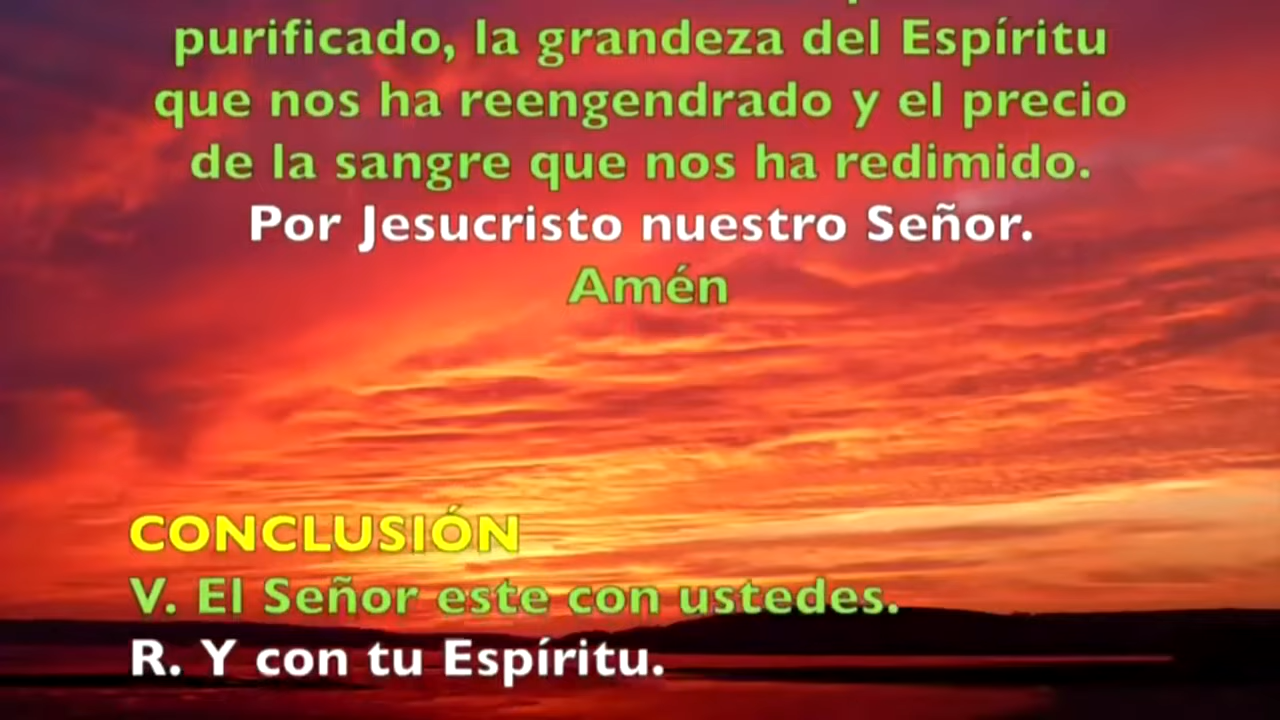 purificado, la grandeza del Espíritu
que nos ha reengendrado y el precio
de la sangre que nos ha redimido.
Por Jesucristo nuestro Señor.
Amén
CONCLUSIÓN
V. El Señor este con ustedes.
R. Y con tu Espíritu.